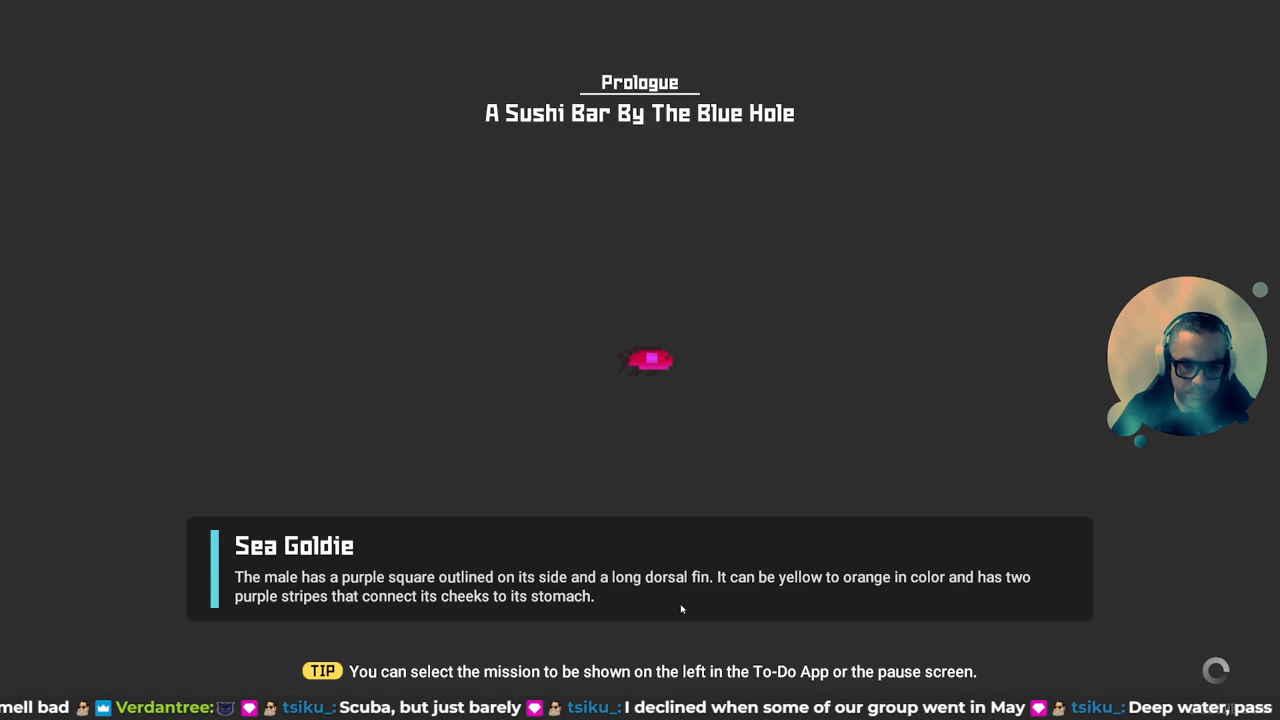 Prologue
A Sushi Bar By The Blue Hole
Sea Goldie
The male has a purple square outlined on its side and a long dorsal fin. It can be yellow to orange in color and has two
purple stripes that connect its cheeks to its stomach.
TIP You can select the mission to be shown on the left in the To-Do App or the pause screen.
mell bad Verdantree: tsiku_: Scuba, but just barely tsiku_: I declined when some of our group went in May tsiku_: Deep water, pass